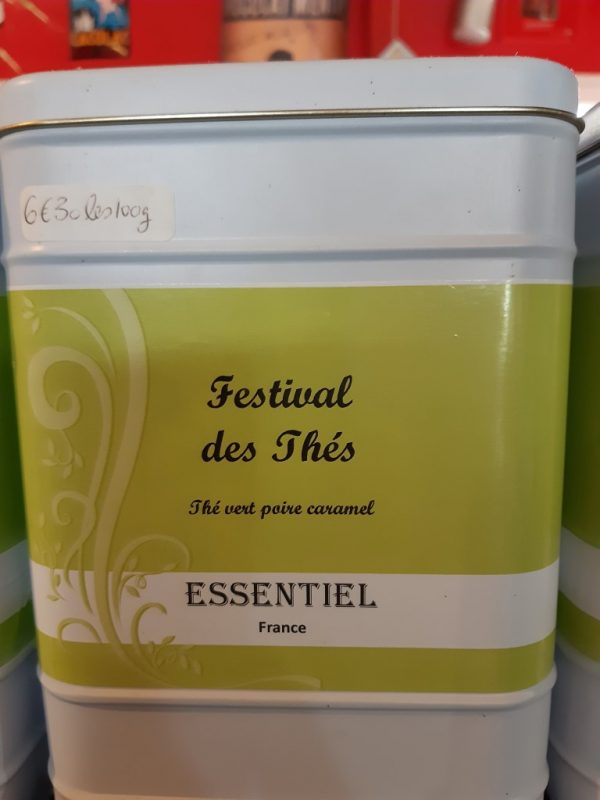 6€30 les 100g
Festival
des Thés
Thé vert poire caramel
ESSENTIEL
France